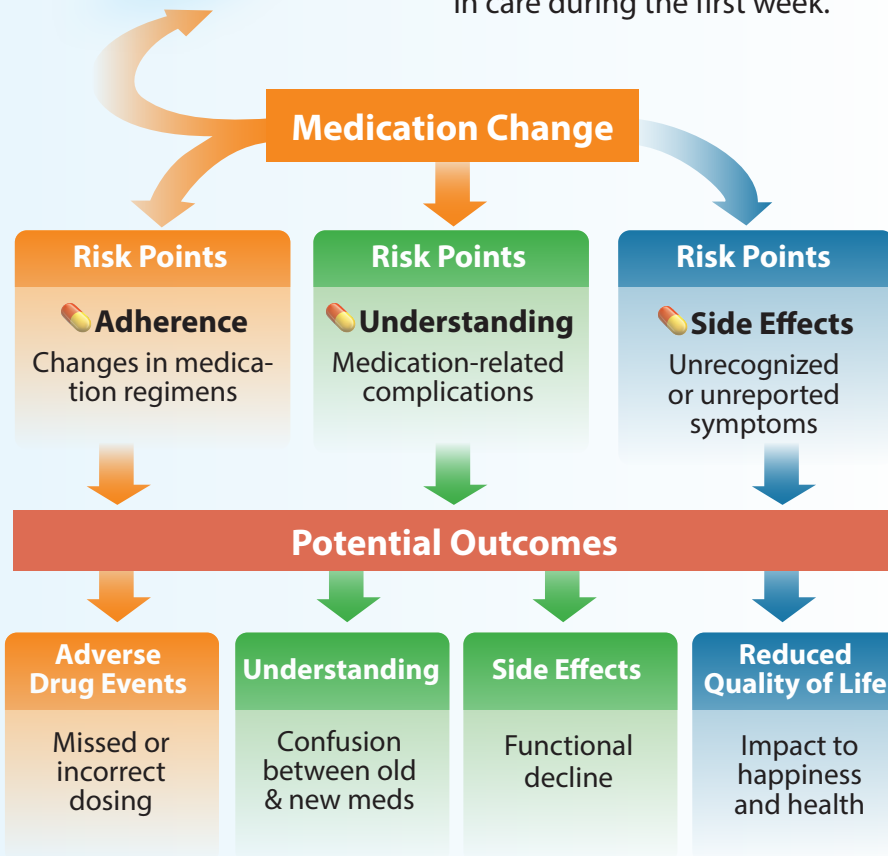 in care during the first week.
Medication Change
Risk Points
Adherence
Changes in medica-
tion regimens
Risk Points
Understanding
Medication-related
complications
Risk Points
Side Effects
Unrecognized
or unreported
symptoms
Potential Outcomes
Adverse
Drug Events
Missed or
incorrect
dosing
Understanding
Confusion
between old
& new meds
Side Effects
Functional
decline
Reduced
Quality of Life
Impact to
happiness
and health